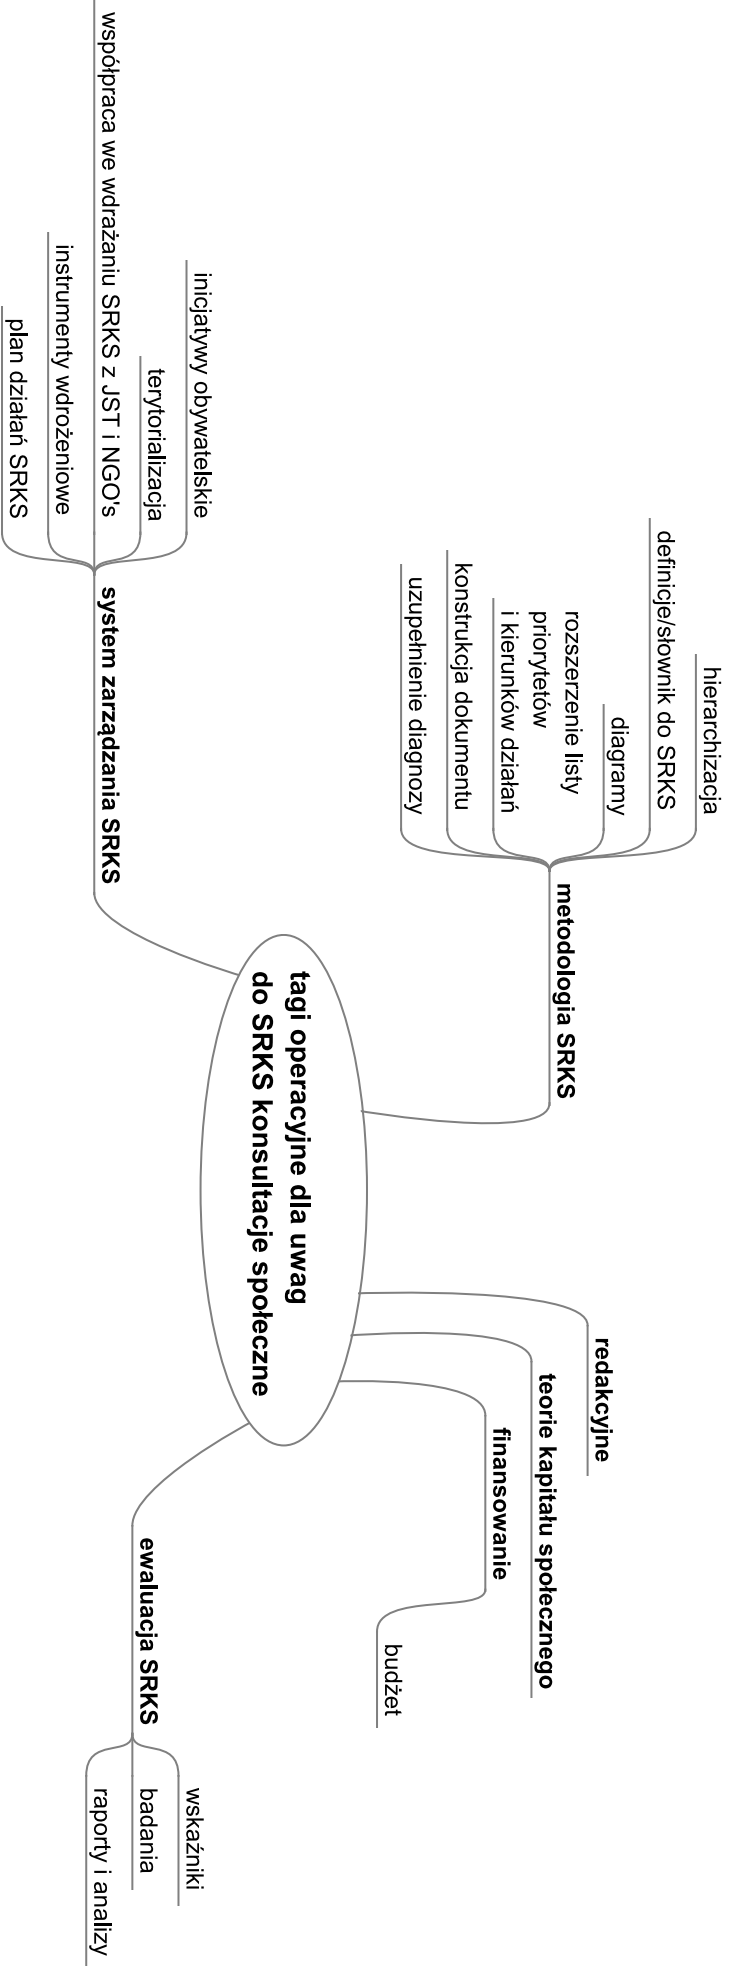 hierarchizacja
definicje/słownik do SRKS
diagramy
rozszerzenie listy
priorytetów
i kierunków działań
konstrukcja dokumentu
uzupełnienie diagnozy
metodologia SRKS
inicjatywy obywatelskie
terytorializacja
współpraca we wdrażaniu SRKS z JST i NGO's
instrumenty wdrożeniowe
plan działań SRKS
system zarządzania SRKS
tagi operacyjne dla uwag
do SRKS konsultacje społeczne
redakcyjne
teorie kapitału społecznego
finansowanie
budżet
ewaluacja SRKS
wskaźniki
badania
raporty i analizy